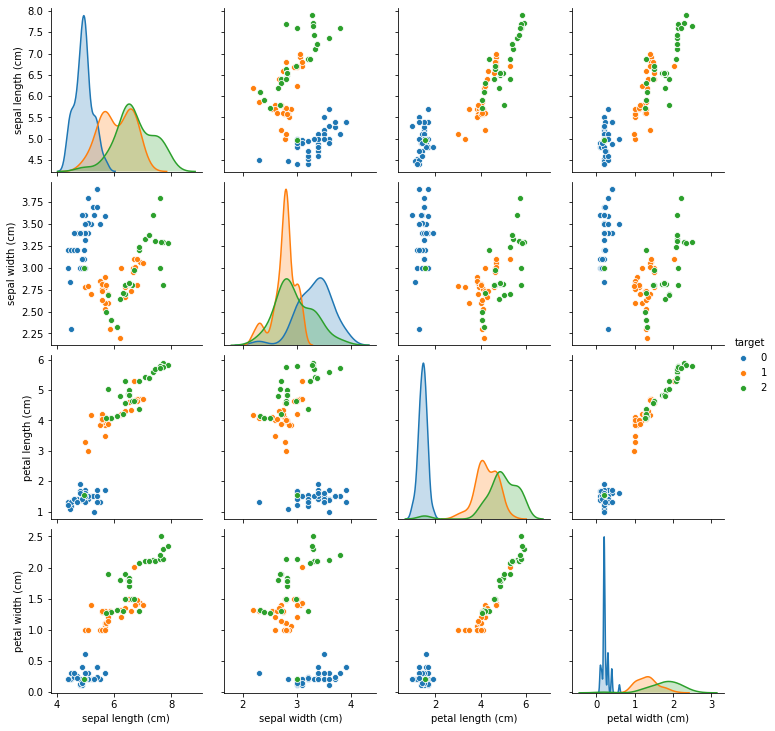 8.0
7.5
7.0
6.5
6.0
5.5
5.0
4.5
sepal length (cm)
3.75
3.50
3.25
3.00
2.75
2.50
2.25
sepal width (cm)
target
0
1
2
6
5
4
3
2
1
petal length (cm)
2.5
2.0
1.5
1.0
0.5
0.0
petal width (cm)
4 6 8
2 3 4
2 4 6
0 1 2 3
sepal length (cm)
sepal width (cm)
petal length (cm)
petal width (cm)